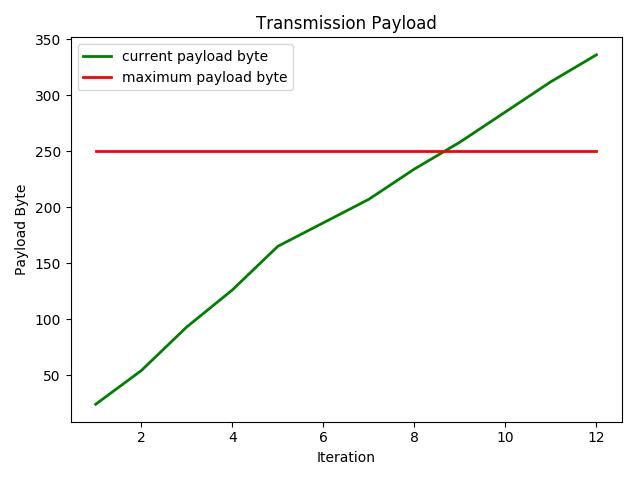 Transmission Payload
current payload byte
maximum payload byte
350
300
250
200
150
100
50
Payload Byte
2 4 6 8 10 12
Iteration